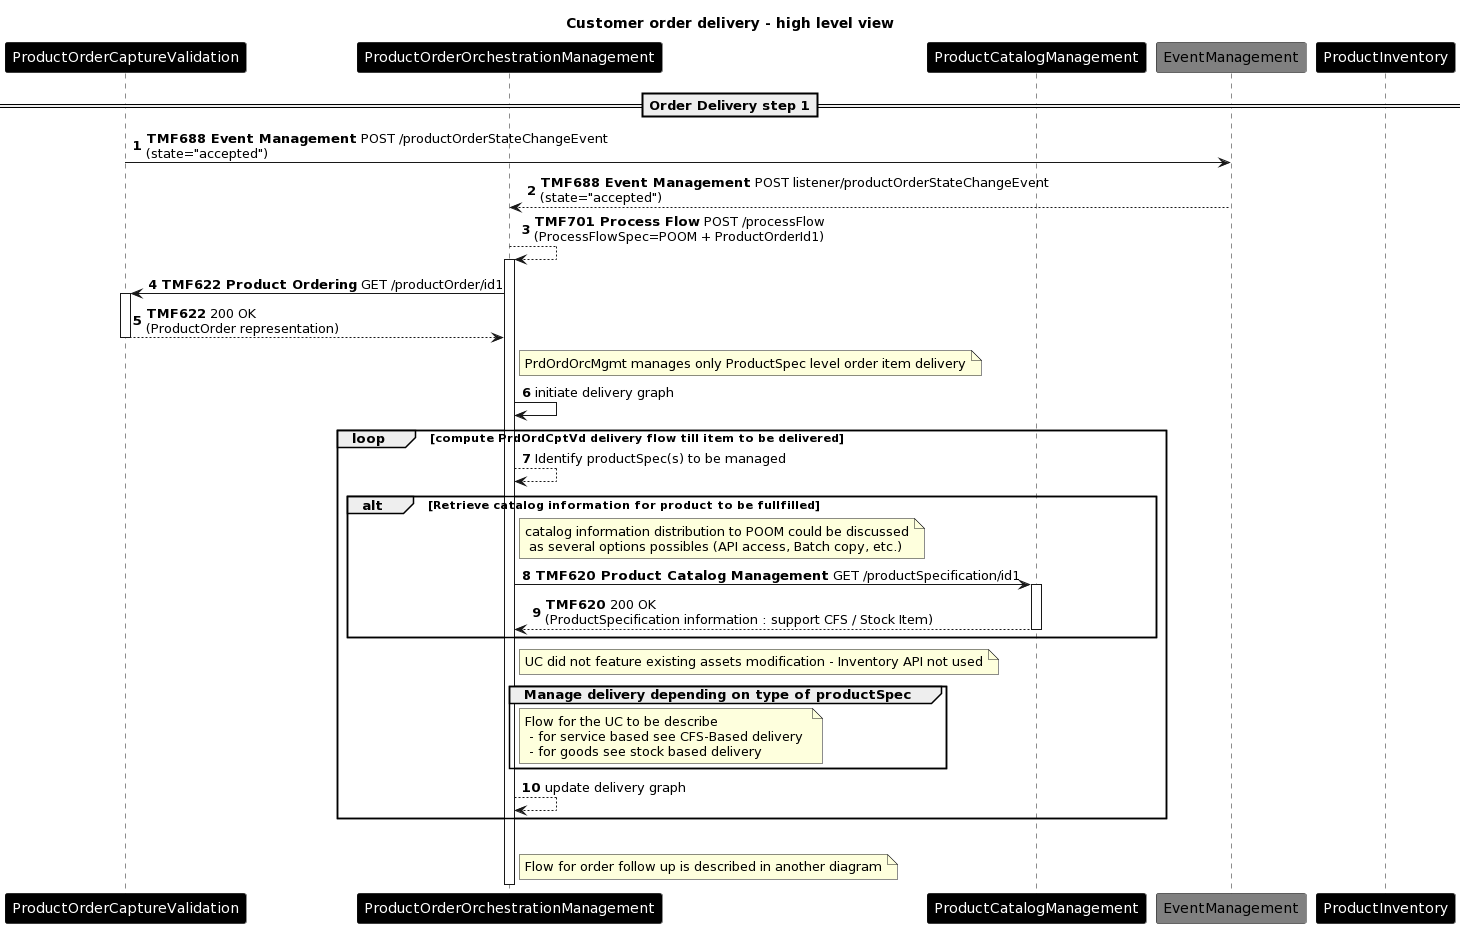 Customer order delivery - high level view
ProductOrderCaptureValidation
ProductOrderOrchestrationManagement
ProductCatalogManagement
EventManagement
ProductInventory
Order Delivery step 1
1 TMF688 Event Management POST /productOrderStateChangeEvent
(state="accepted")
2 TMF688 Event Management POST listener/productOrderStateChangeEvent
(state="accepted")
3 TMF701 Process Flow POST /processFlow
(ProcessFlowSpec=POOM + ProductOrderId1)
4 TMF622 Product Ordering GET /productOrder/id1
5 TMF622 200 OK
(ProductOrder representation)
PrdOrdOrcMgmt manages only ProductSpec level order item delivery
6 initiate delivery graph
loop [compute PrdOrdCptVd delivery flow till item to be delivered]
7 Identify productSpec(s) to be managed
alt [Retrieve catalog information for product to be fullfilled]
catalog information distribution to POOM could be discussed
as several options possibles (API access, Batch copy, etc.)
8 TMF620 Product Catalog Management GET /productSpecification/id1
9 TMF620 200 OK
(ProductSpecification information : support CFS / Stock Item)
UC did not feature existing assets modification - Inventory API not used
Manage delivery depending on type of productSpec
Flow for the UC to be describe
- for service based see CFS-Based delivery
- for goods see stock based delivery
10 update delivery graph
Flow for order follow up is described in another diagram
ProductOrderCaptureValidation
ProductOrderOrchestrationManagement
ProductCatalogManagement
EventManagement
ProductInventory